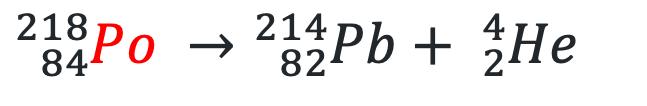 ²¹⁸₈₄Po → ²¹⁴₈₂Pb + ⁴₂He